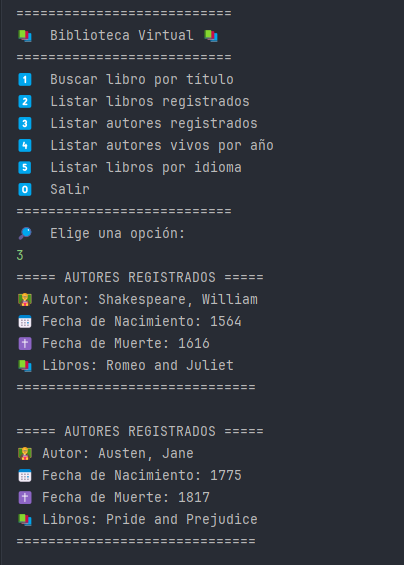 ===========================
📚 Biblioteca Virtual 📚
===========================
1️⃣ Buscar libro por título
2️⃣ Listar libros registrados
3️⃣ Listar autores registrados
4️⃣ Listar autores vivos por año
5️⃣ Listar libros por idioma
0️⃣ Salir
===========================
🔎 Elige una opción:
3
===== AUTORES REGISTRADOS =====
Autor: Shakespeare, William
Fecha de Nacimiento: 1564
Fecha de Muerte: 1616
Libros: Romeo and Juliet
==============================
===== AUTORES REGISTRADOS =====
Autor: Austen, Jane
Fecha de Nacimiento: 1775
Fecha de Muerte: 1817
Libros: Pride and Prejudice
==============================